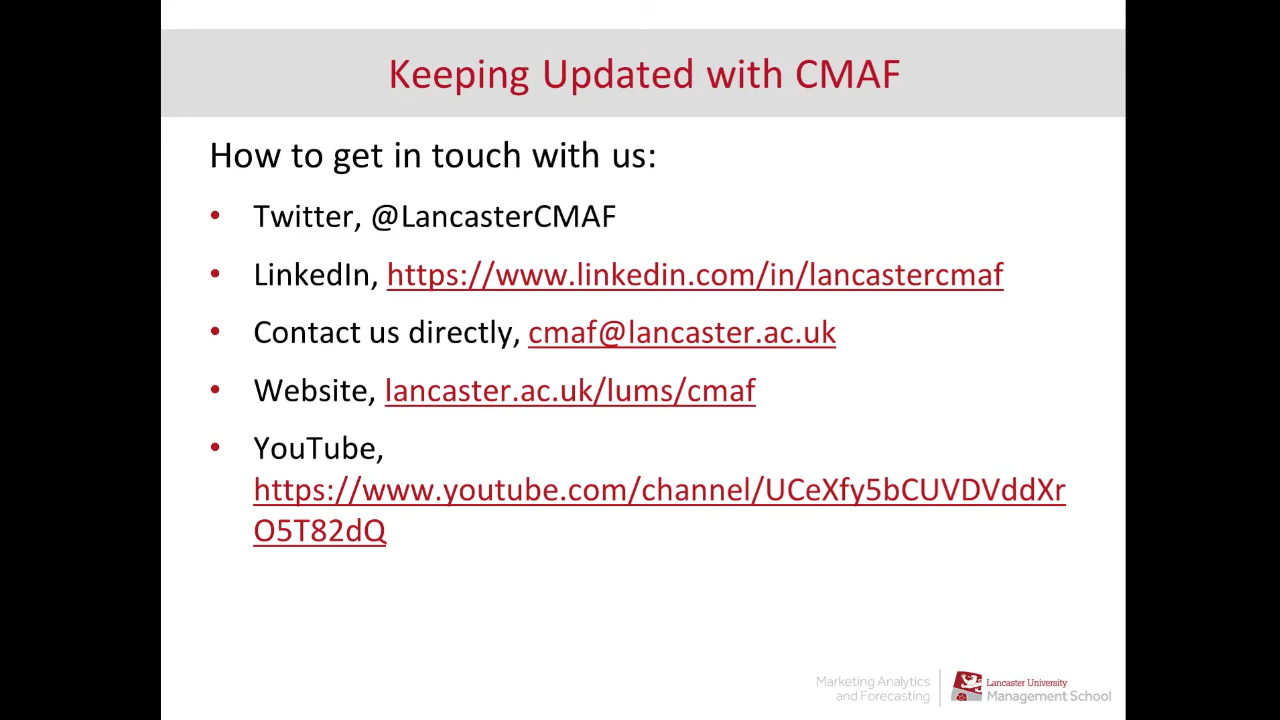 Keeping Updated with CMAF
How to get in touch with us:
• Twitter, @LancasterCMAF
• LinkedIn, https://www.linkedin.com/in/lancastercmaf
• Contact us directly, cmaf@lancaster.ac.uk
• Website, lancaster.ac.uk/lums/cmaf
• YouTube,
https://www.youtube.com/channel/UCeXfy5bCUVDVddXr
O5T82dQ
Marketing Analytics
and Forecasting
Lancaster University
Management School